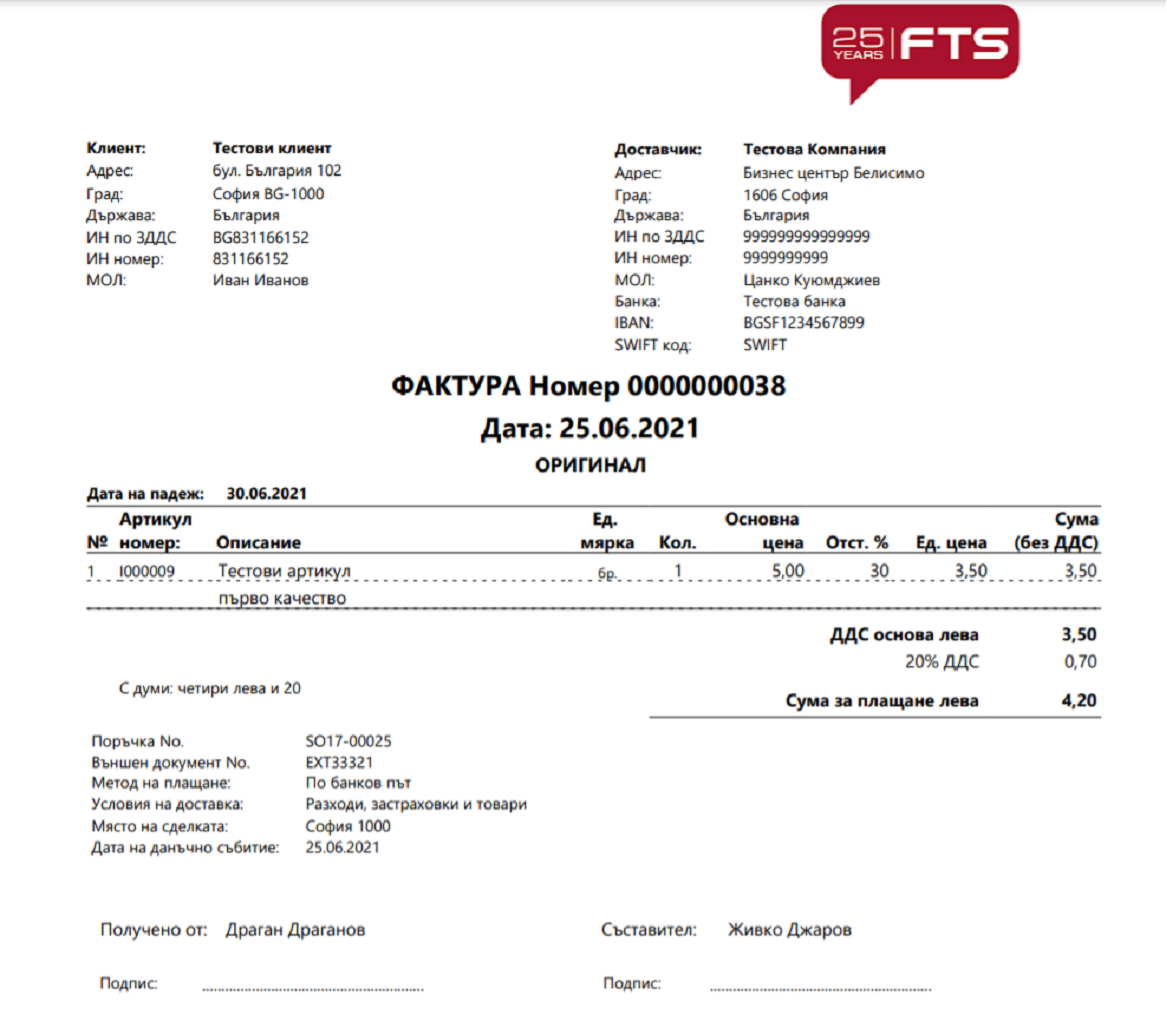 25 YEARS FTS
Клиент: Тестови клиент
Адрес: бул. България 102
Град: София BG-1000
Държава: България
ИН по ЗДДС BG831166152
ИН номер: 831166152
МОЛ: Иван Иванов
Доставчик: Тестова Компания
Адрес: Бизнес център Белисимо
Град: 1606 София
Държава: България
ИН по ЗДДС 999999999999999
ИН номер: 9999999999
МОЛ: Цанко Куюмджиев
Банка: Тестова банка
IBAN: BGSF1234567899
SWIFT код: SWIFT
ФАКТУРА Номер 0000000038
Дата: 25.06.2021
ОРИГИНАЛ
Дата на падеж: 30.06.2021
№ Артикул номер: Описание Ед. мярка Кол. Основна цена Отст. % Ед. цена Сума (без ДДС)
1 I000009 Тестови артикул бр. 1 5,00 30 3,50 3,50
първо качество
ДДС основа лева 3,50
20% ДДС 0,70
С думи: четири лева и 20
Сума за плащане лева 4,20
Поръчка No. SO17-00025
Външен документ No. EXT33321
Метод на плащане: По банков път
Условия на доставка: Разходи, застраховки и товари
Място на сделката: София 1000
Дата на данъчно събитие: 25.06.2021
Получено от: Драган Драганов
Съставител: Живко Джаров
Подпис:
Подпис: